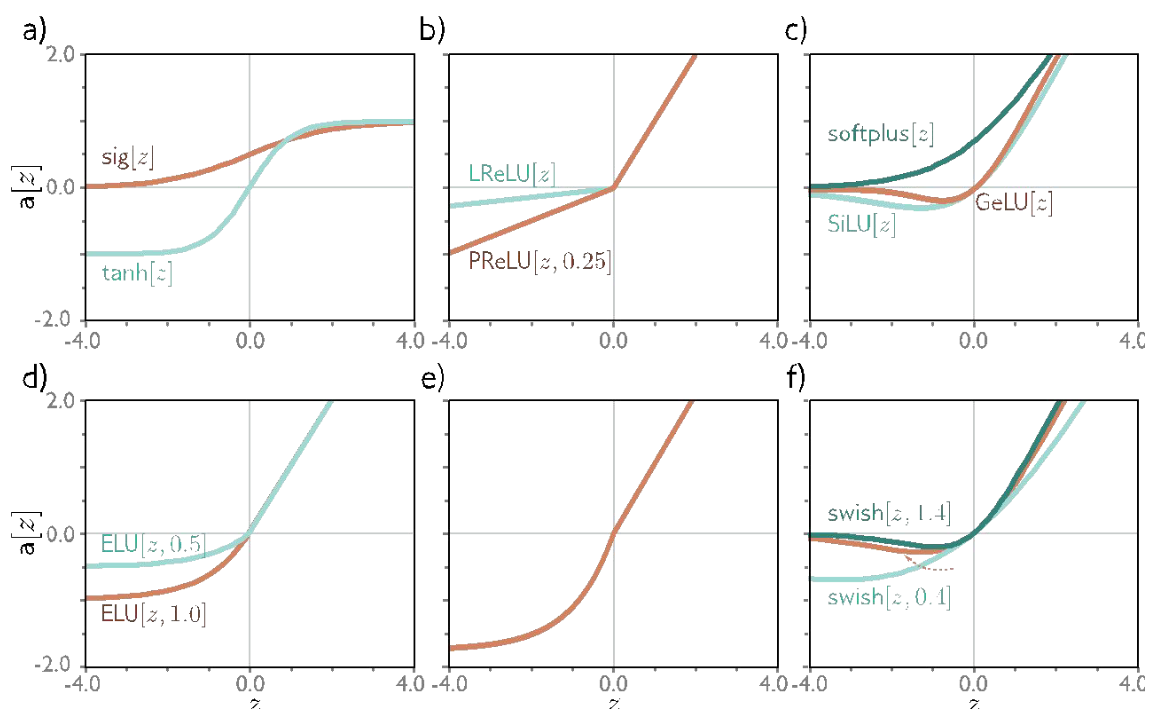 a)
b)
c)
2.0
a[z]
0.0
-2.0
sig[z]
tanh[z]
LReLU[z]
PReLU[z, 0.25]
softplus[z]
GeLU[z]
SiLU[z]
-4.0 0.0 4.0
-4.0 0.0 4.0
-4.0 0.0 4.0
d)
e)
f)
2.0
a[z]
0.0
-2.0
ELU[z, 0.5]
ELU[z, 1.0]
swish[z, 1.4]
swish[z, 0.4]
-4.0 0.0 4.0
-4.0 0.0 4.0
-4.0 0.0 4.0
z
z
z